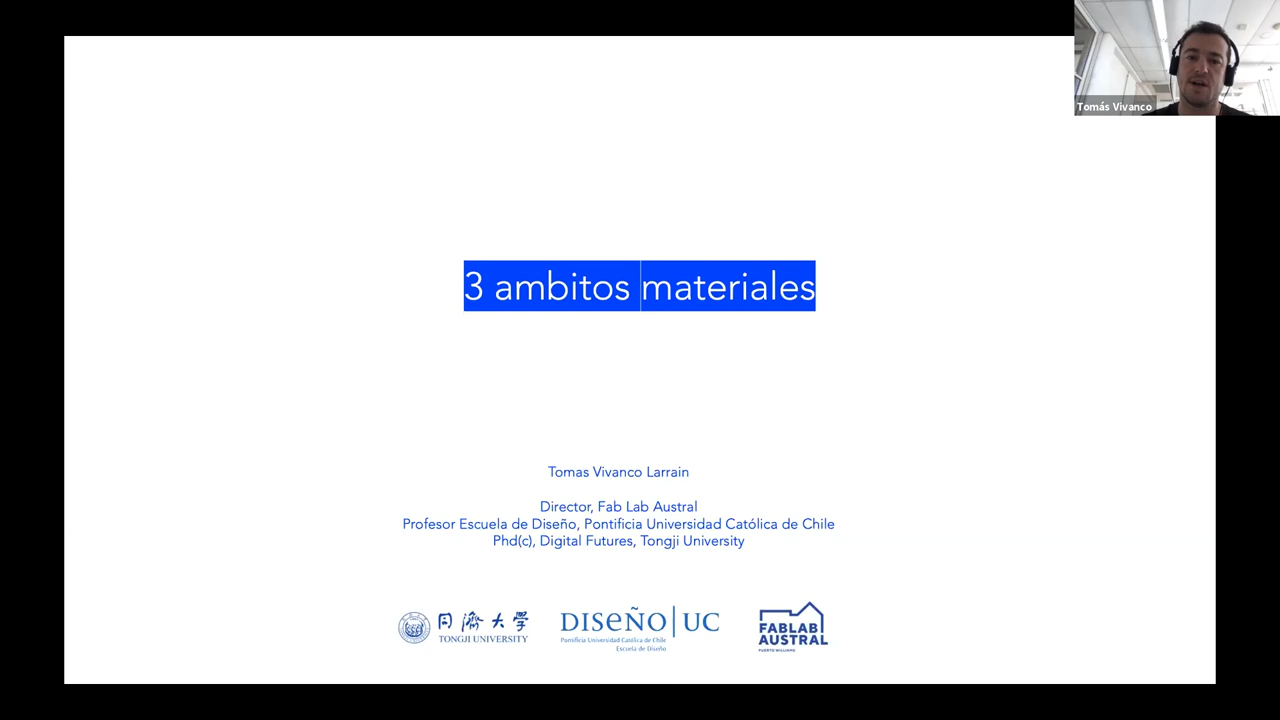 Tomás Vivanco
3 ambitos materiales
Tomas Vivanco Larrain
Director, Fab Lab Austral
Profesor Escuela de Diseño, Pontificia Universidad Católica de Chile
Phd(c), Digital Futures, Tongji University
同濟大學
TONGJI UNIVERSITY
DISEÑO|UC
Pontificia Universidad Católica de Chile
Escuela de Diseño
FABLAB
AUSTRAL
PUERTO WILLIAMS